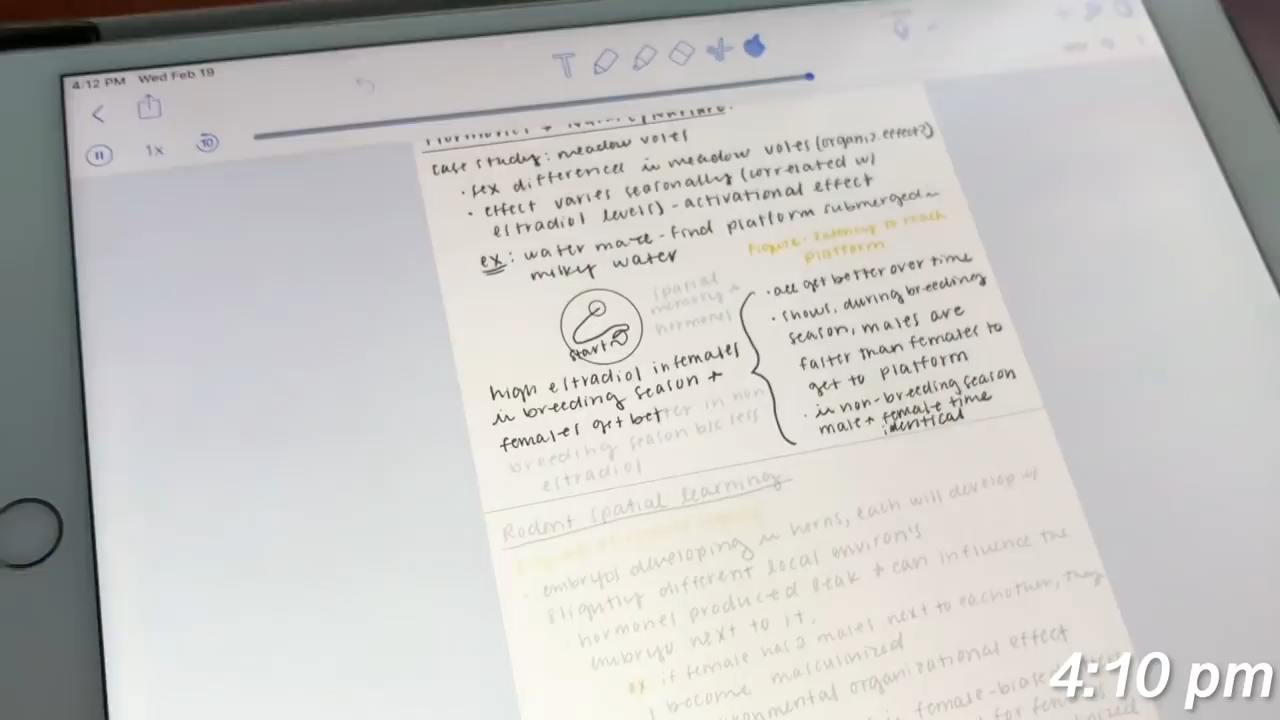 4:12 PM Wed Feb 19
1x
10
case study: meadow voles
• sex differences in meadow voles (organiz. effect?)
• effect varies seasonally (correlated w/
estradiol levels) - activational effect
ex: water maze - find platform submerged in
milky water
Figure: latency to reach
platform
spatial
memory +
hormones
start
high estradiol in females
in breeding season +
females get better in non
breeding season b/c less
estradiol
• all get better over time
• shows, during breeding
season, males are
faster than females to
get to platform
• in non-breeding season
male + female time
identical
Rodent spatial learning
• embryos developing in horns, each will develop w/
slightly different local environ's
hormones produced leak + can influence the
embryo next to it.
ex if female has 2 males next to eachother, they
become masculinized
organizational effect
4:10 pm